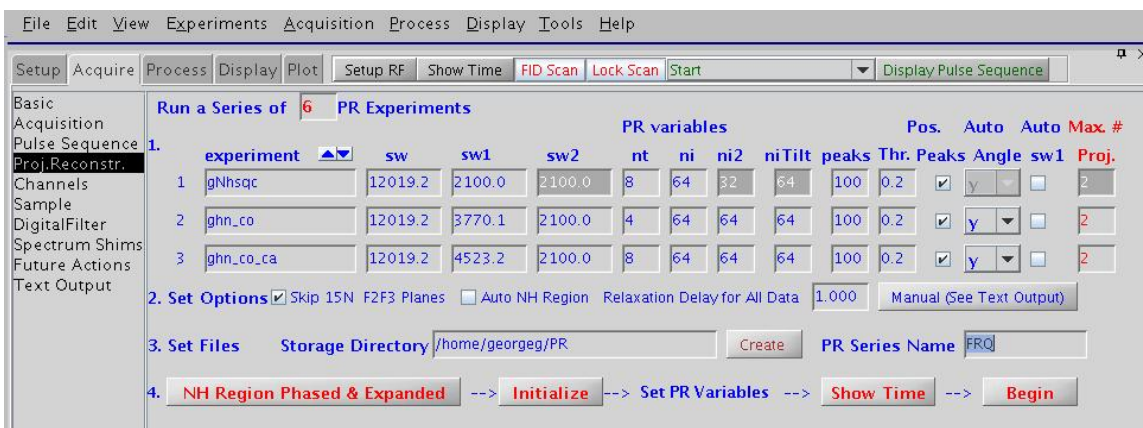 File Edit View Experiments Acquisition Process Display Tools Help
Setup Acquire Process Display Plot Setup RF Show Time FID Scan Lock Scan Start Display Pulse Sequence
Basic
Acquisition
Pulse Sequence
Proj.Reconstr.
Channels
Sample
DigitalFilter
Spectrum Shims
Future Actions
Text Output
Run a Series of 6 PR Experiments
PR variables Pos. Auto Auto Max. #
1. experiment sw sw1 sw2 nt ni ni2 niTilt peaks Thr. Peaks Angle sw1 Proj.
1 gNhsqc 12019.2 2100.0 2100.0 8 64 32 64 100 0.2 y 2
2 ghn_co 12019.2 3770.1 2100.0 4 64 64 64 100 0.2 y 2
3 ghn_co_ca 12019.2 4523.2 2100.0 8 64 64 64 100 0.2 y 2
2. Set Options Skip 15N F2F3 Planes Auto NH Region Relaxation Delay for All Data 1.000 Manual (See Text Output)
3. Set Files Storage Directory /home/georgeg/PR Create PR Series Name FRQ
4. NH Region Phased & Expanded --> Initialize --> Set PR Variables --> Show Time --> Begin